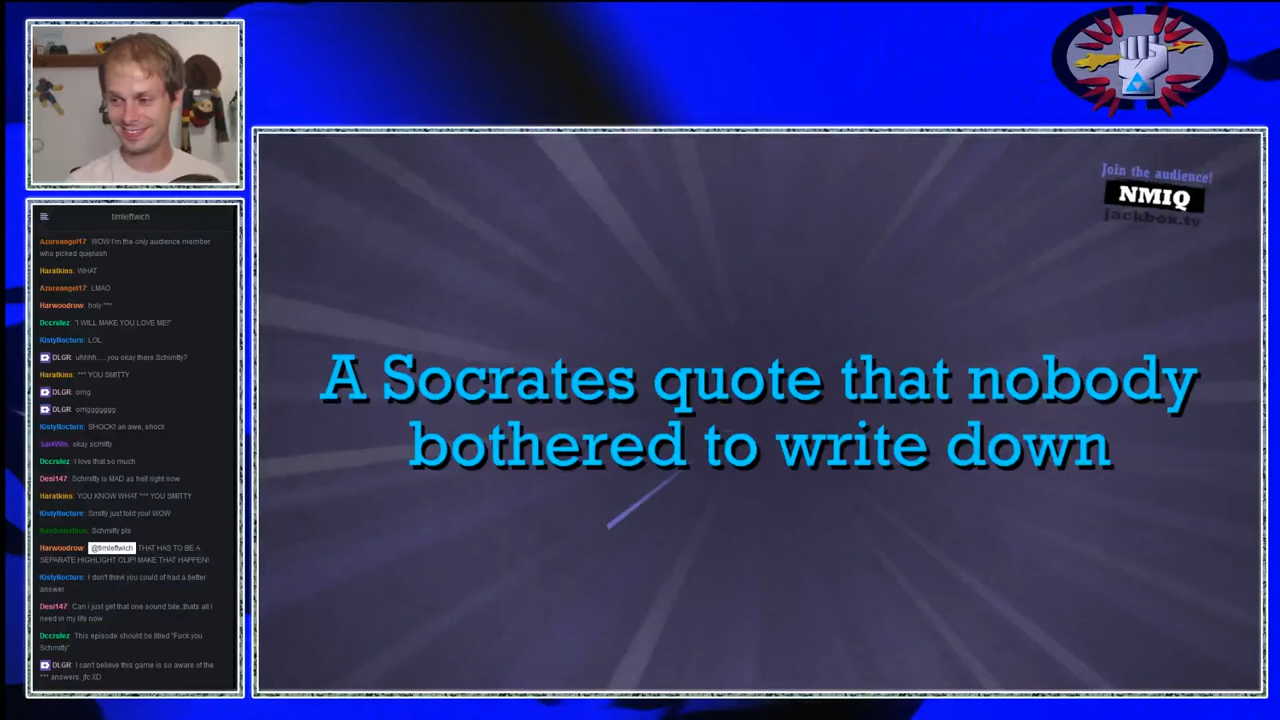 timleftwich
Azureangel17: WOW I'm the only audience member
who picked quiplash
Haratkins: WHAT
Azureangel17: LMAO
Harwoodrow: holy ***
Dccrulez: "I WILL MAKE YOU LOVE ME!"
KistyNocturn: LOL
DLGR: uhhhh.....you okay there Schimtty?
Haratkins: *** YOU SMITTY
DLGR: omg
DLGR: omggggggg
KistyNocturn: SHOCK! an awe, shock
okay scmitty
Dccrulez: I love that so much
Desi147: Schmitty is MAD as hell right now
Haratkins: YOU KNOW WHAT *** YOU SMITTY
KistyNocturn: Smitty just told you! WOW
Schmitty pls
Harwoodrow: @timleftwich THAT HAS TO BE A
SEPARATE HIGHLIGHT CLIP! MAKE THAT HAPPEN!
KistyNocturn: I don't think you could of had a better
answer
Desi147: Can i just get that one sound bite, thats all i
need in my life now
Dccrulez: This episode should be titled "Fuck you
Schmitty"
DLGR: I can't believe this game is so aware of the
*** answers. jfc XD
Join the audience!
NMIQ
jackbox.tv
A Socrates quote that nobody
bothered to write down